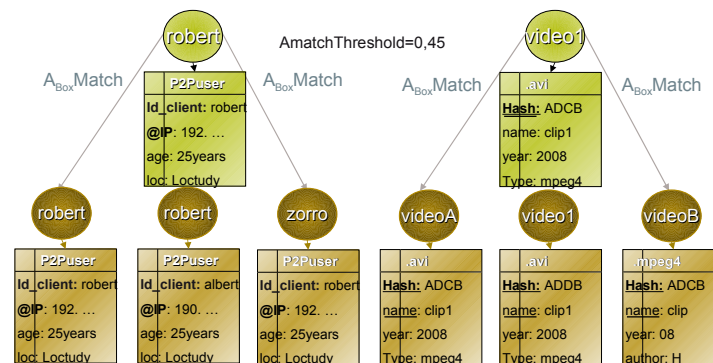 robert
AmatchThreshold=0,45
video1
ABoxMatch
P2Puser
ABoxMatch
ABoxMatch
.avi
ABoxMatch
Id_client: robert
@IP: 192. …
age: 25years
loc: Loctudy
Hash: ADCB
name: clip1
year: 2008
Type: mpeg4
robert
robert
zorro
videoA
video1
videoB
P2Puser
Id_client: robert
@IP: 192. …
age: 25years
loc: Loctudy
P2Puser
Id_client: albert
@IP: 190. …
age: 25years
loc: Loctudy
P2Puser
Id_client: robert
@IP: 192. …
age: 25years
loc: Loctudy
.avi
Hash: ADCB
name: clip1
year: 2008
Type: mpeg4
.avi
Hash: ADDB
name: clip1
year: 2008
Type: mpeg4
.mpeg4
Hash: ADCB
name: clip
year: 08
author: H